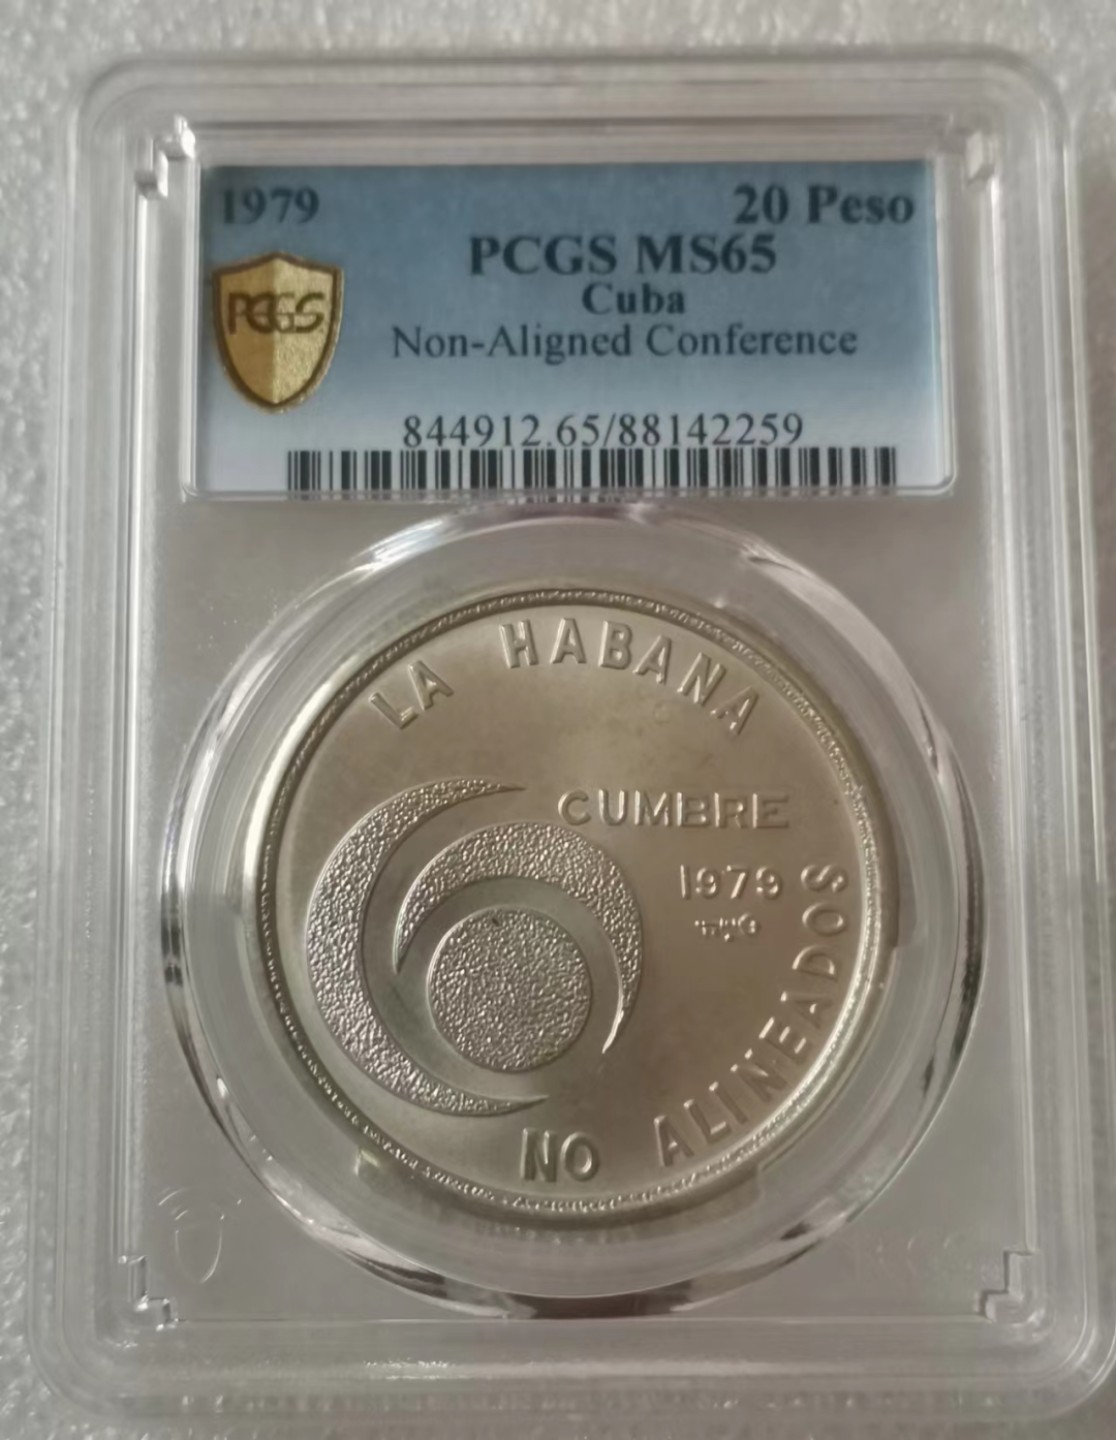 1979
20 Peso
PCGS MS65
PCGS
Cuba
Non-Aligned Conference
844912.65/88142259
LA HABANA
CUMBRE
1979
NO ALINEADOS